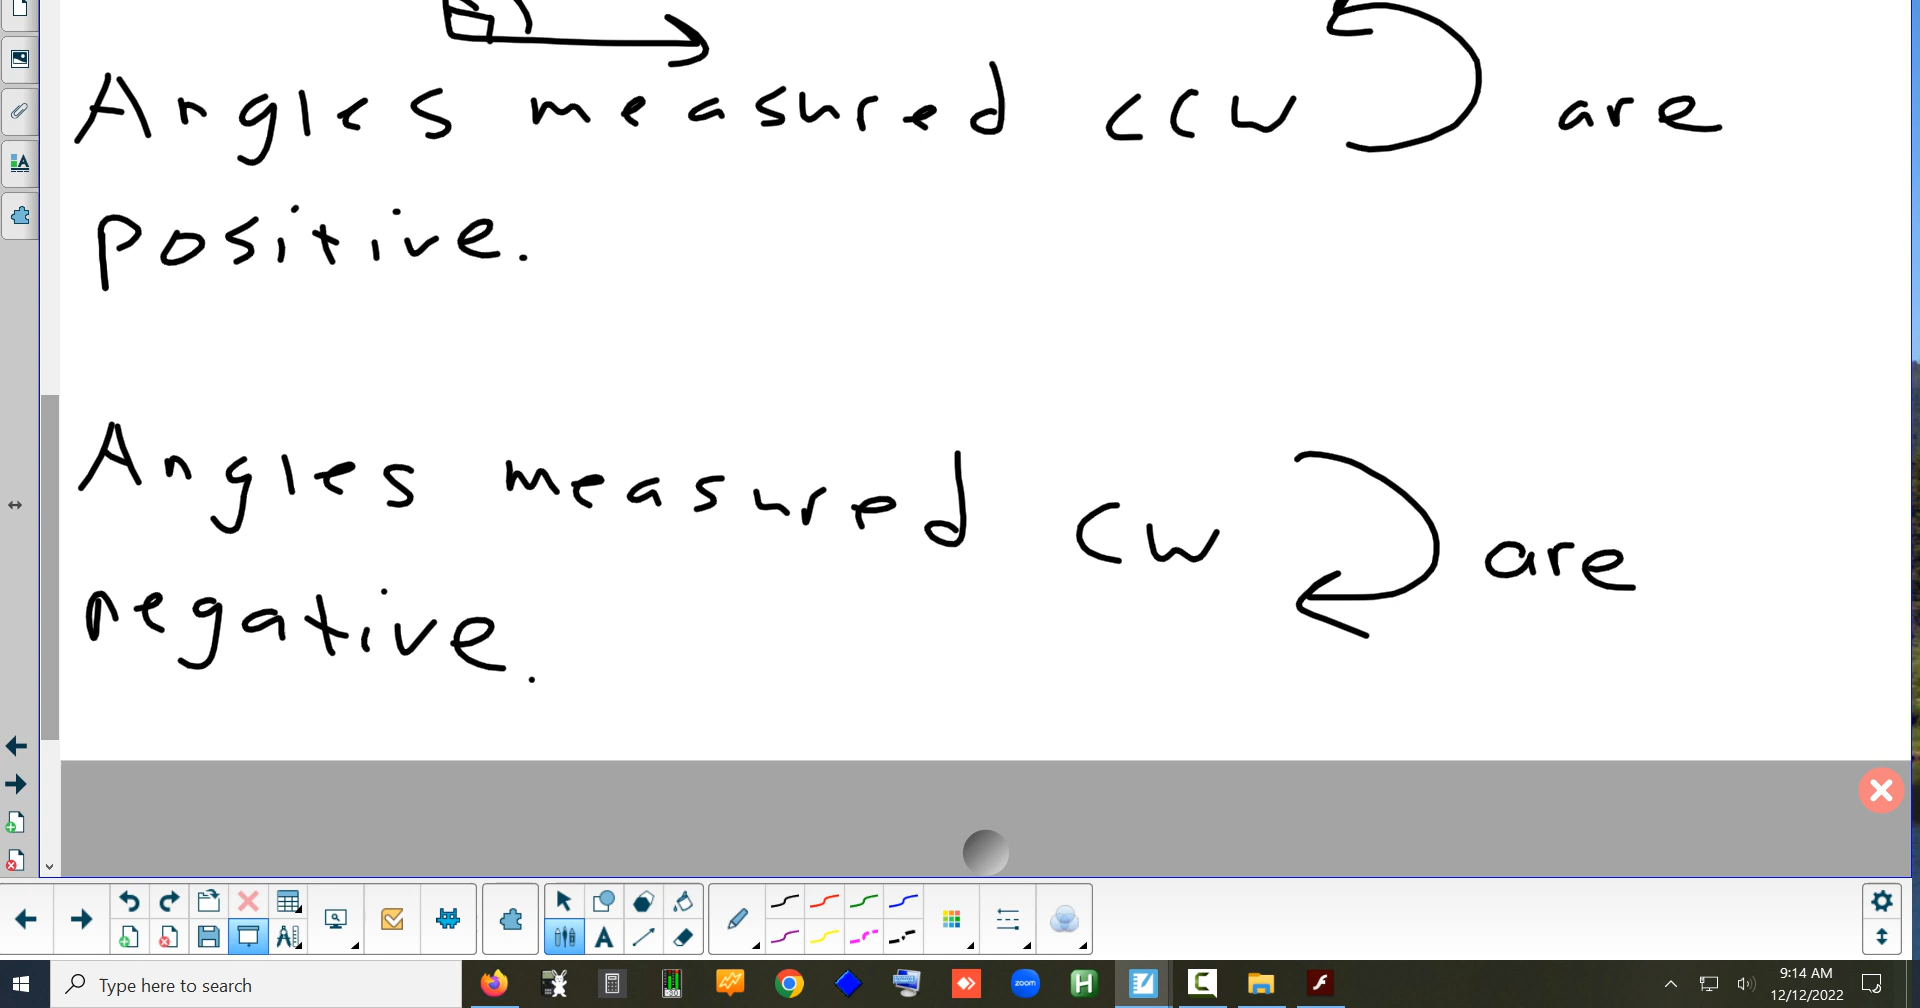 Angles measured CCW are
positive.
Angles measured CW are
negative.
Type here to search
zoom
9:14 AM
12/12/2022